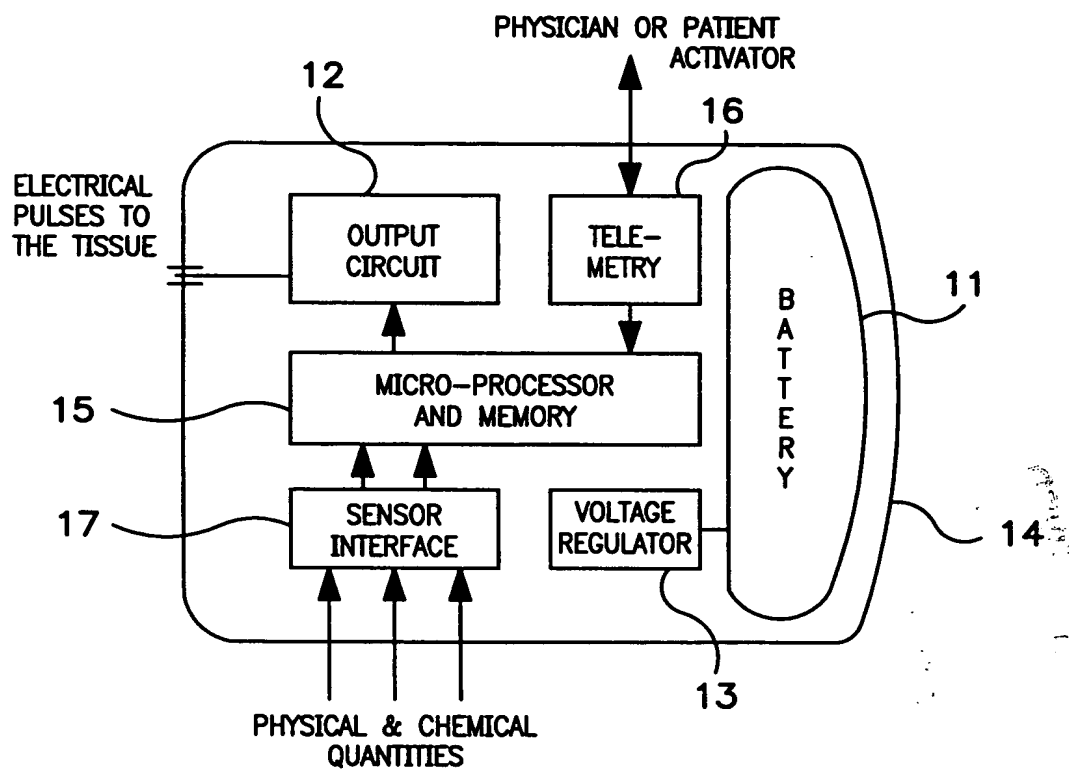 PHYSICIAN OR PATIENT
ACTIVATOR
12
16
ELECTRICAL
PULSES TO
THE TISSUE
OUTPUT
CIRCUIT
TELE-
METRY
BATTERY
11
MICRO-PROCESSOR
AND MEMORY
15
17
SENSOR
INTERFACE
VOLTAGE
REGULATOR
14
13
PHYSICAL & CHEMICAL
QUANTITIES